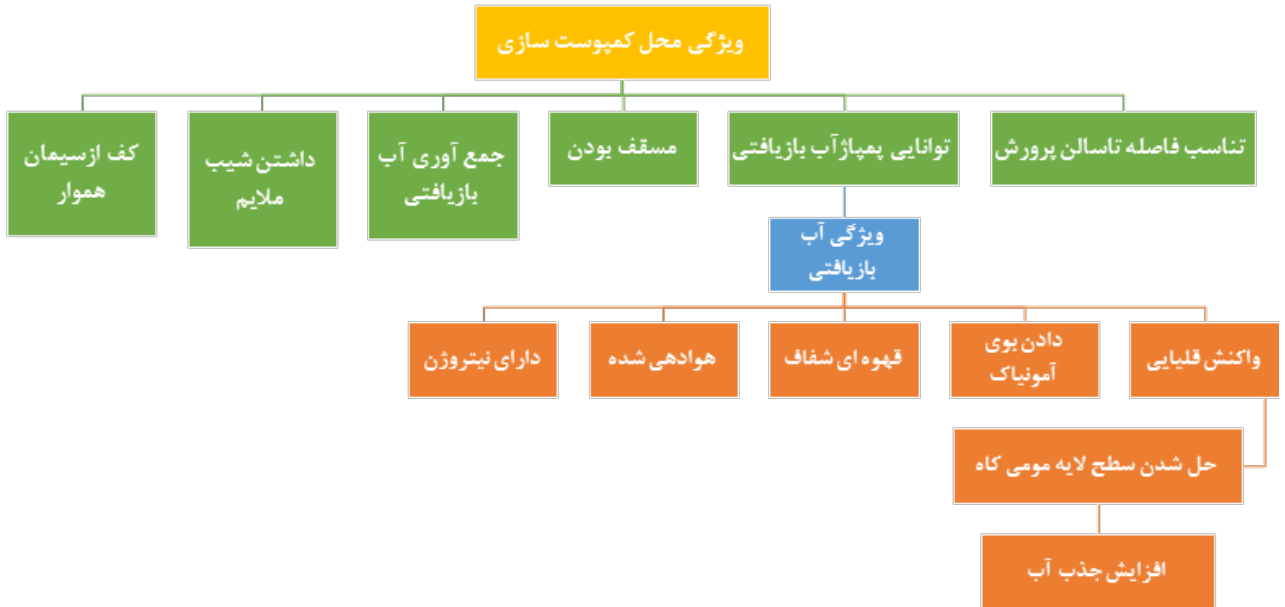 ویژگی محل کمپوست سازی
تناسب فاصله تاسالن پرورش
توانایی پمپاژآب بازیافتی
مسقف بودن
جمع آوری آب
بازیافتی
داشتن شیب
ملایم
کف ازسیمان
هموار
ویژگی آب
بازیافتی
واکنش قلیایی
دادن بوی
آمونیاک
قهوه ای شفاف
هوادهی شده
دارای نیتروژن
حل شدن سطح لایه مومی کاه
افزایش جذب آب